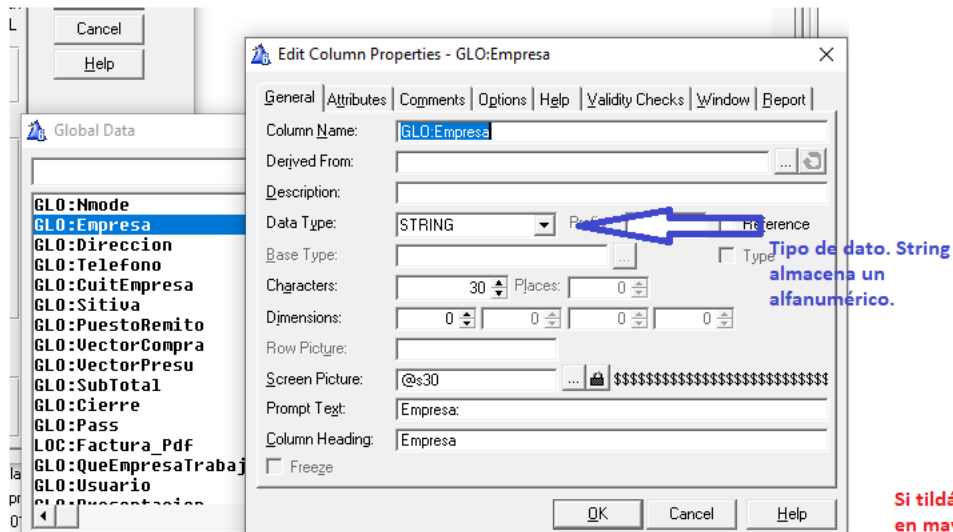 L
Cancel
Help
Edit Column Properties - GLO:Empresa
General Attributes Comments Options Help Validity Checks Window Report
Global Data
Column Name: GLO:Empresa
Derived From: ...
Description:
GLO:Nmode
GLO:Empresa
GLO:Direccion
GLO:Telefono
GLO:CuitEmpresa
GLO:Sitiva
GLO:PuestoRemito
GLO:VectorCompra
GLO:VectorPresu
GLO:SubTotal
GLO:Cierre
GLO:Pass
LOC:Factura_Pdf
GLO:QueEmpresaTrabaj
GLO:Usuario
Data Type: STRING Reference
Base Type: ... Type
Characters: 30 Places: 0
Dimensions: 0 0 0 0
Row Picture:
Screen Picture: @s30 ... $$$$$$$$$$$$$$$$$$$$$$$$$$$$$$
Prompt Text: Empresa:
Column Heading: Empresa
Freeze
OK Cancel Help
Tipo de dato. String
almacena un
alfanumérico.
Si tildá
en may